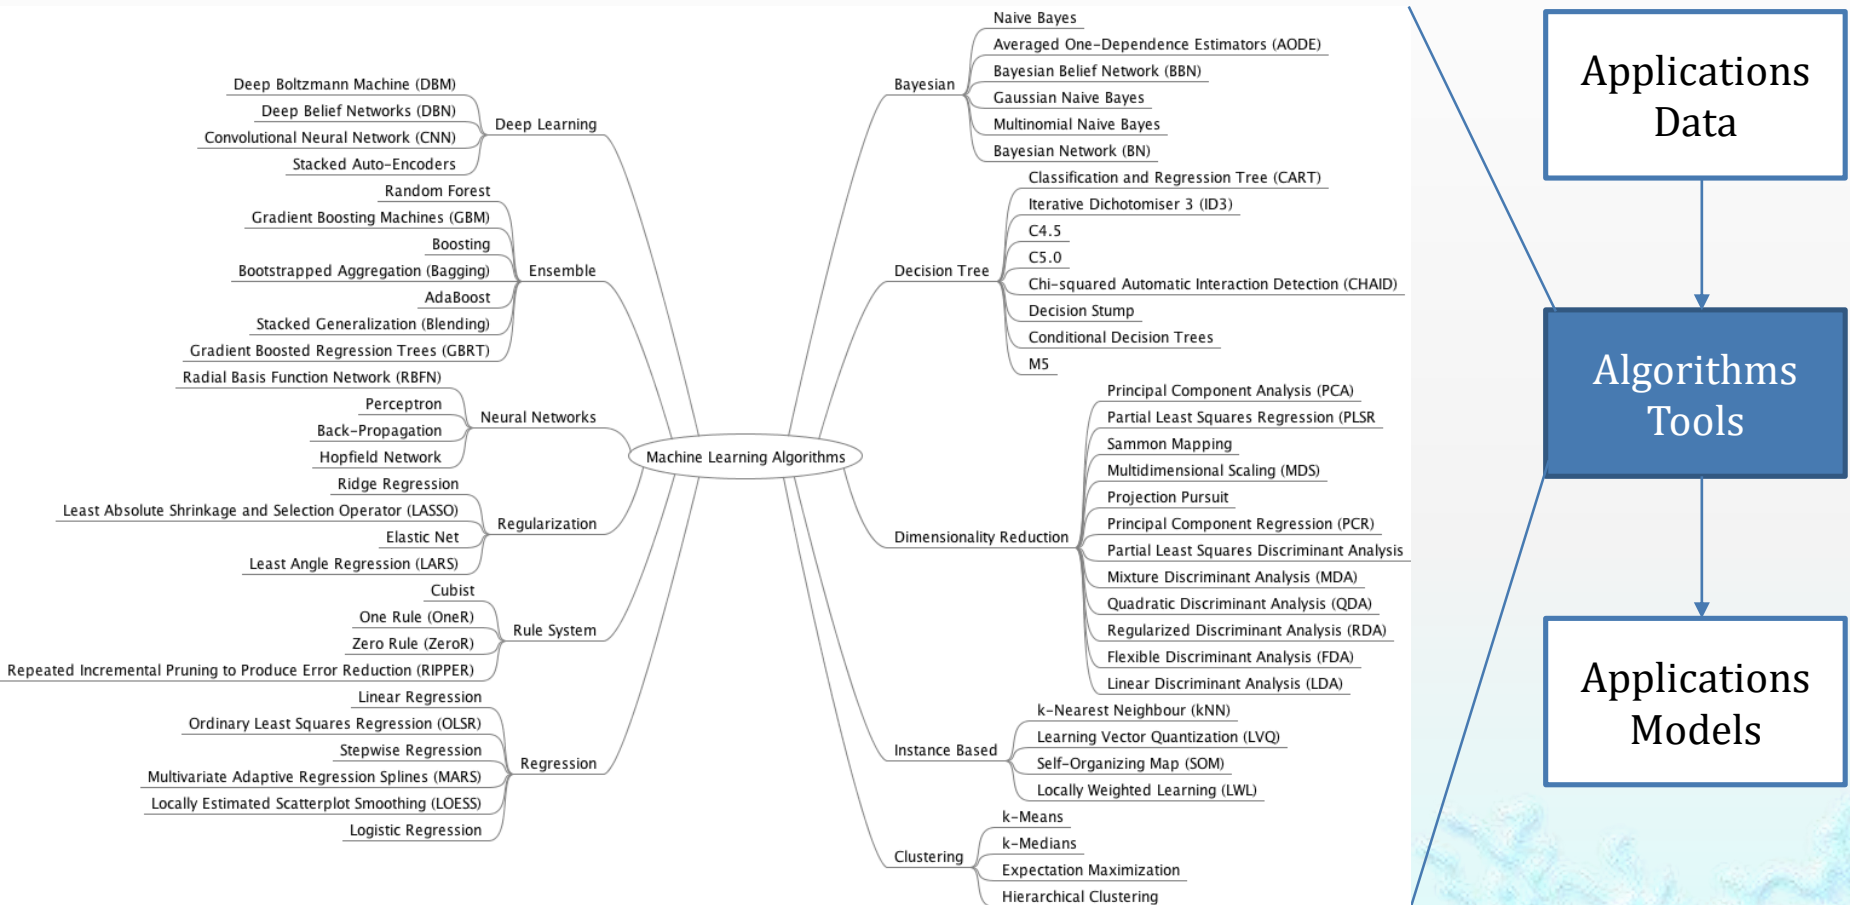 Deep Boltzmann Machine (DBM)
Deep Belief Networks (DBN)
Convolutional Neural Network (CNN)
Stacked Auto-Encoders
Deep Learning
Random Forest
Gradient Boosting Machines (GBM)
Boosting
Bootstrapped Aggregation (Bagging)
AdaBoost
Stacked Generalization (Blending)
Gradient Boosted Regression Trees (GBRT)
Ensemble
Radial Basis Function Network (RBFN)
Perceptron
Back-Propagation
Hopfield Network
Neural Networks
Ridge Regression
Least Absolute Shrinkage and Selection Operator (LASSO)
Elastic Net
Least Angle Regression (LARS)
Regularization
Cubist
One Rule (OneR)
Zero Rule (ZeroR)
Repeated Incremental Pruning to Produce Error Reduction (RIPPER)
Rule System
Linear Regression
Ordinary Least Squares Regression (OLSR)
Stepwise Regression
Multivariate Adaptive Regression Splines (MARS)
Locally Estimated Scatterplot Smoothing (LOESS)
Logistic Regression
Regression
Machine Learning Algorithms
Bayesian
Naive Bayes
Averaged One-Dependence Estimators (AODE)
Bayesian Belief Network (BBN)
Gaussian Naive Bayes
Multinomial Naive Bayes
Bayesian Network (BN)
Decision Tree
Classification and Regression Tree (CART)
Iterative Dichotomiser 3 (ID3)
C4.5
C5.0
Chi-squared Automatic Interaction Detection (CHAID)
Decision Stump
Conditional Decision Trees
M5
Dimensionality Reduction
Principal Component Analysis (PCA)
Partial Least Squares Regression (PLSR
Sammon Mapping
Multidimensional Scaling (MDS)
Projection Pursuit
Principal Component Regression (PCR)
Partial Least Squares Discriminant Analysis
Mixture Discriminant Analysis (MDA)
Quadratic Discriminant Analysis (QDA)
Regularized Discriminant Analysis (RDA)
Flexible Discriminant Analysis (FDA)
Linear Discriminant Analysis (LDA)
Instance Based
k-Nearest Neighbour (kNN)
Learning Vector Quantization (LVQ)
Self-Organizing Map (SOM)
Locally Weighted Learning (LWL)
Clustering
k-Means
k-Medians
Expectation Maximization
Hierarchical Clustering
Applications
Data
Algorithms
Tools
Applications
Models